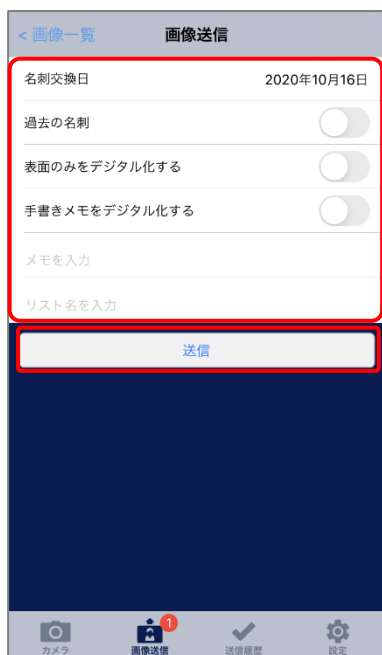 < 画像一覧 画像送信
名刺交換日 2020年10月16日
過去の名刺
表面のみをデジタル化する
手書きメモをデジタル化する
メモを入力
リスト名を入力
送信
1
カメラ 画像送信 送信履歴 設定